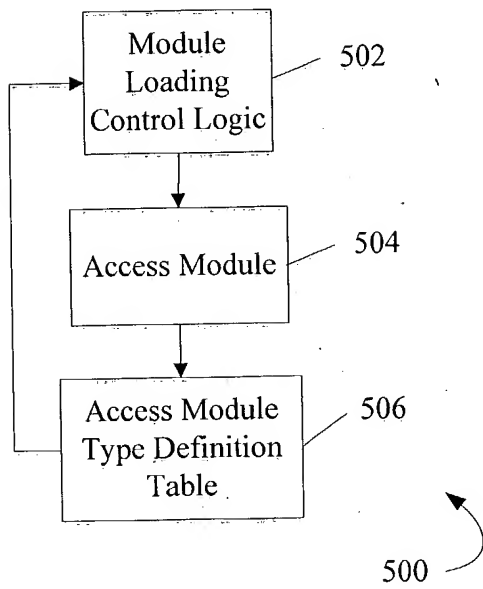 Module
Loading
Control Logic
502
Access Module
504
Access Module
Type Definition
Table
506
500